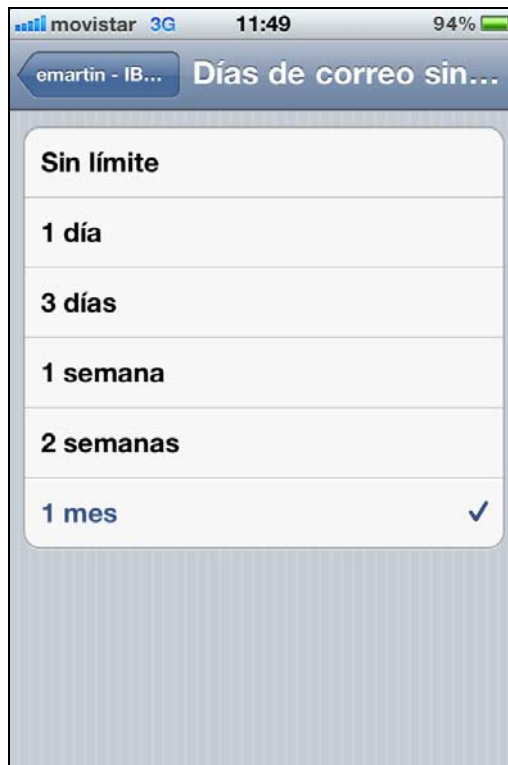 movistar 3G 11:49 94%
emartin - IB... Días de correo sin...
Sin límite
1 día
3 días
1 semana
2 semanas
1 mes